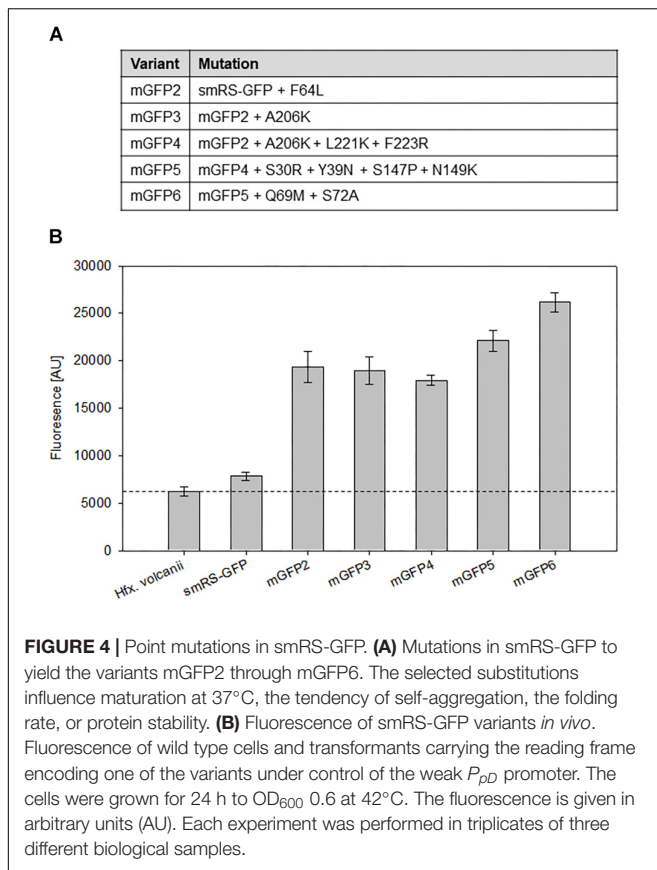 A
Variant Mutation
mGFP2 smRS-GFP + F64L
mGFP3 mGFP2 + A206K
mGFP4 mGFP2 + A206K + L221K + F223R
mGFP5 mGFP4 + S30R + Y39N + S147P + N149K
mGFP6 mGFP5 + Q69M + S72A
B
Fluoresence [AU]
30000
25000
20000
15000
10000
5000
0
Hfx. volcanii
smRS-GFP
mGFP2
mGFP3
mGFP4
mGFP5
mGFP6
FIGURE 4 | Point mutations in smRS-GFP. (A) Mutations in smRS-GFP to
yield the variants mGFP2 through mGFP6. The selected substitutions
influence maturation at 37°C, the tendency of self-aggregation, the folding
rate, or protein stability. (B) Fluorescence of smRS-GFP variants in vivo.
Fluorescence of wild type cells and transformants carrying the reading frame
encoding one of the variants under control of the weak PpD promoter. The
cells were grown for 24 h to OD600 0.6 at 42°C. The fluorescence is given in
arbitrary units (AU). Each experiment was performed in triplicates of three
different biological samples.